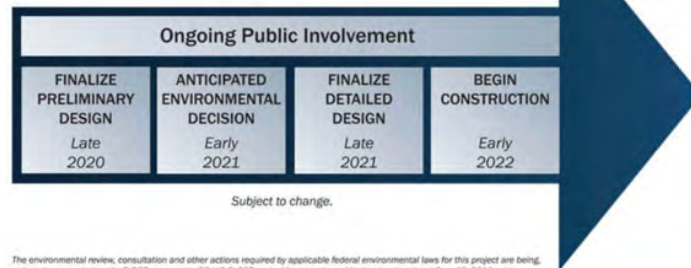 Ongoing Public Involvement
FINALIZE
PRELIMINARY
DESIGN
Late
2020
ANTICIPATED
ENVIRONMENTAL
DECISION
Early
2021
FINALIZE
DETAILED
DESIGN
Late
2021
BEGIN
CONSTRUCTION
Early
2022
Subject to change.
The environmental review, consultation and other actions required by applicable federal environmental laws for this project are being,